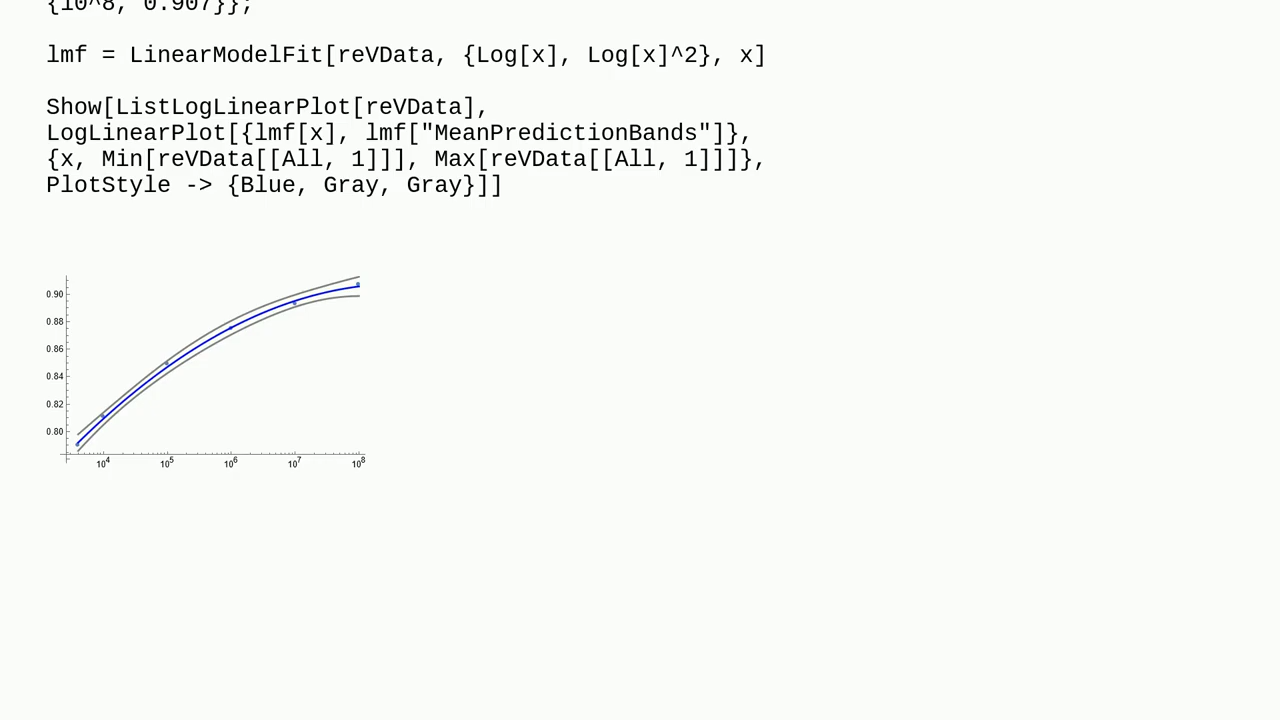 {10^8, 0.907}};
lmf = LinearModelFit[reVData, {Log[x], Log[x]^2}, x]
Show[ListLogLinearPlot[reVData],
LogLinearPlot[{lmf[x], lmf["MeanPredictionBands"]},
{x, Min[reVData[[All, 1]]], Max[reVData[[All, 1]]]},
PlotStyle -> {Blue, Gray, Gray}]]
0.90
0.88
0.86
0.84
0.82
0.80
10^4 10^5 10^6 10^7 10^8